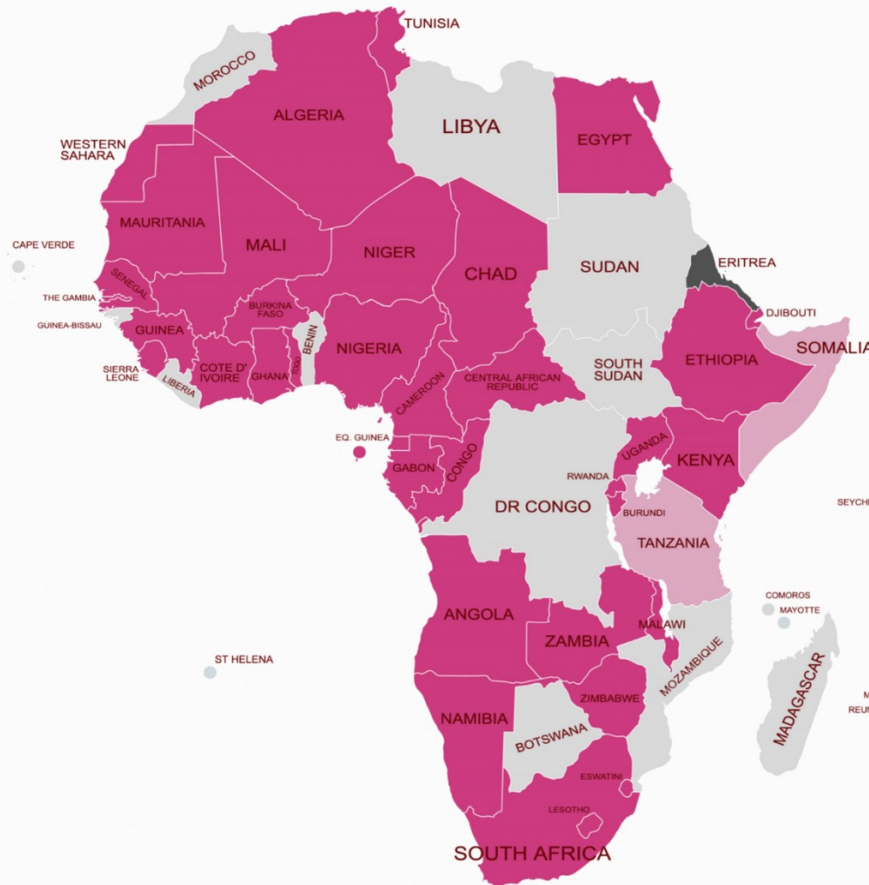 TUNISIA
MOROCCO
ALGERIA
LIBYA
EGYPT
WESTERN
SAHARA
MAURITANIA
MALI
NIGER
CHAD
SUDAN
ERITREA
CAPE VERDE
SENEGAL
THE GAMBIA
BURKINA
FASO
DJIBOUTI
GUINEA-BISSAU
GUINEA
BENIN
NIGERIA
SOMALIA
SIERRA
LEONE
LIBERIA
COTE D'
IVOIRE
GHANA
TOGO
CAMEROON
CENTRAL AFRICAN
REPUBLIC
SOUTH
SUDAN
ETHIOPIA
EQ. GUINEA
GABON
CONGO
UGANDA
KENYA
RWANDA
DR CONGO
BURUNDI
SEYCH
TANZANIA
COMOROS
MAYOTTE
ANGOLA
ZAMBIA
MALAWI
MOZAMBIQUE
MADAGASCAR
ST HELENA
ZIMBABWE
M
REU
NAMIBIA
BOTSWANA
ESWATINI
LESOTHO
SOUTH AFRICA